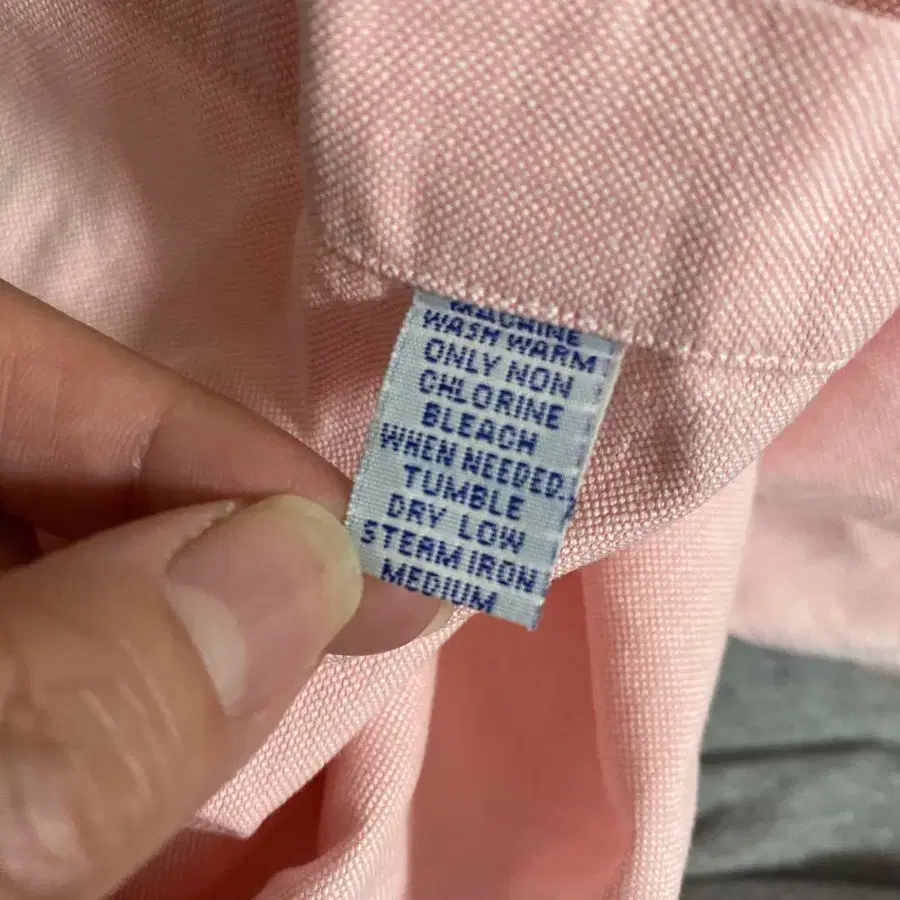 MACHINE
WASH WARM
ONLY NON
CHLORINE
BLEACH
WHEN NEEDED.
TUMBLE
DRY LOW
STEAM IRON
MEDIUM